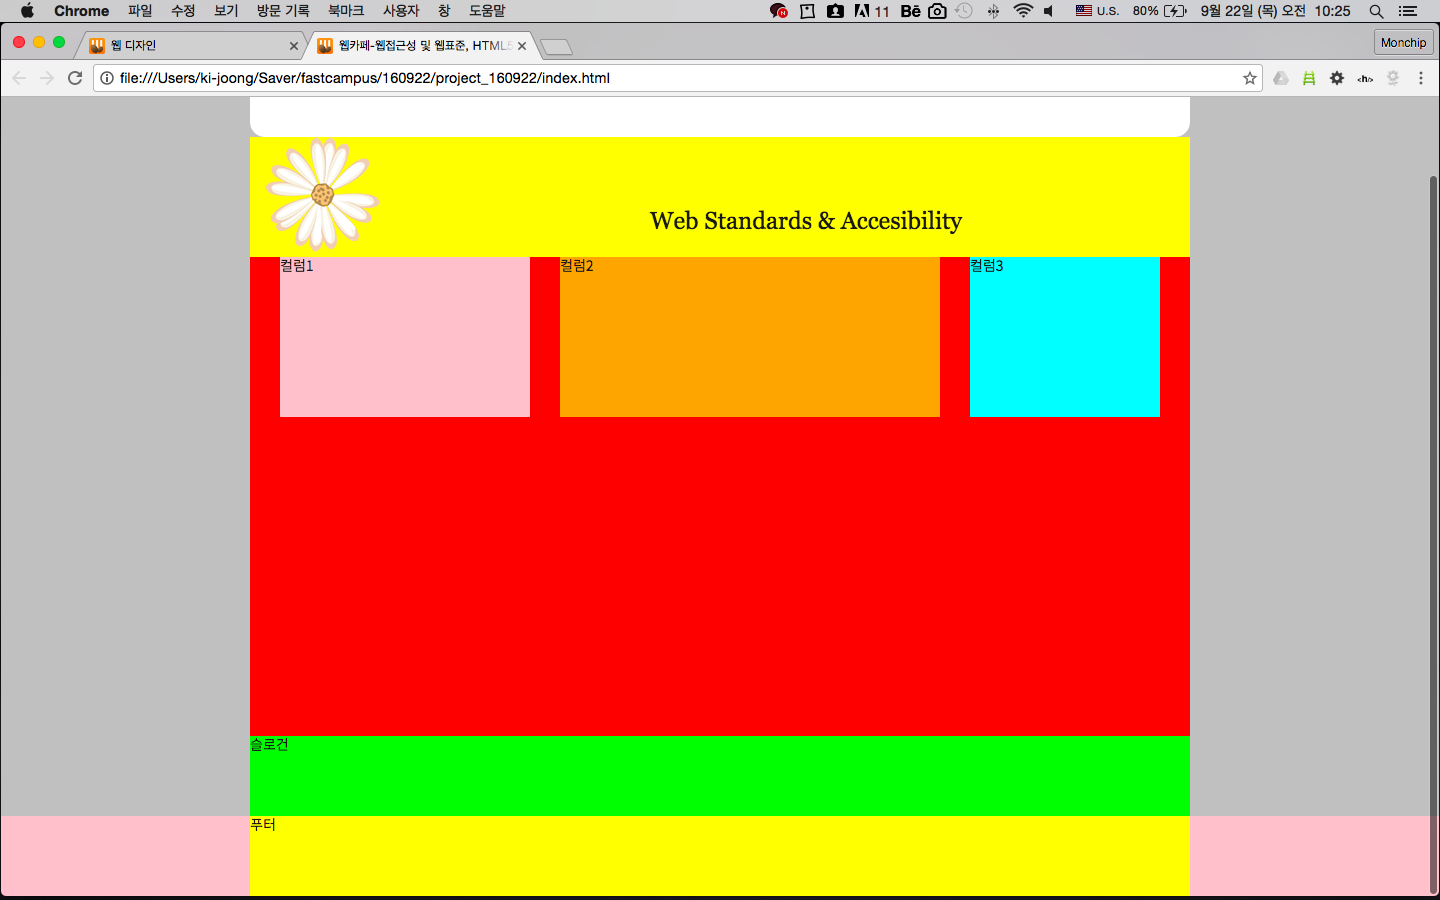 Chrome 파일 수정 보기 방문 기록 북마크 사용자 창 도움말 11 Bē U.S. 80% 9월 22일 (목) 오전 10:25
웹 디자인 웹카페-웹접근성 및 웹표준, HTML5 Monchip
file:///Users/ki-joong/Saver/fastcampus/160922/project_160922/index.html
Web Standards & Accesibility
컬럼1 컬럼2 컬럼3
슬로건
푸터